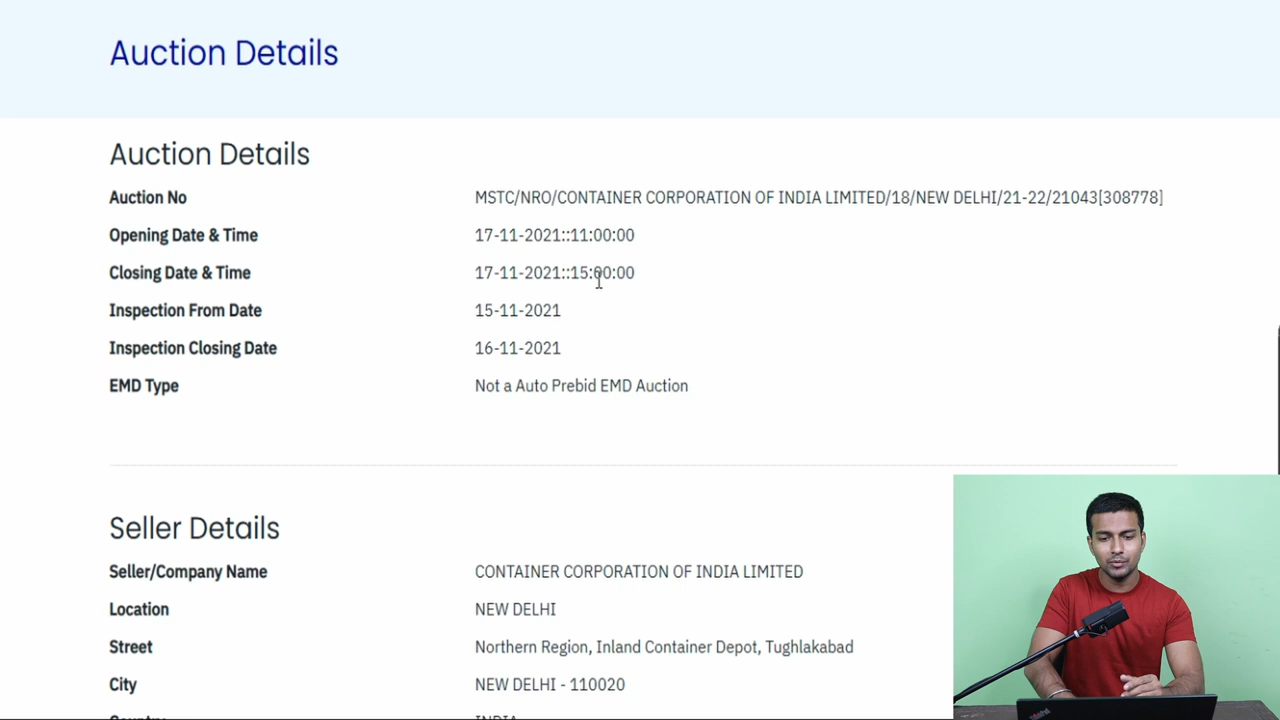 Auction Details
Auction Details
Auction No MSTC/NRO/CONTAINER CORPORATION OF INDIA LIMITED/18/NEW DELHI/21-22/21043[308778]
Opening Date & Time 17-11-2021::11:00:00
Closing Date & Time 17-11-2021::15:00:00
Inspection From Date 15-11-2021
Inspection Closing Date 16-11-2021
EMD Type Not a Auto Prebid EMD Auction
Seller Details
Seller/Company Name CONTAINER CORPORATION OF INDIA LIMITED
Location NEW DELHI
Street Northern Region, Inland Container Depot, Tughlakabad
City NEW DELHI - 110020
Country INDIA